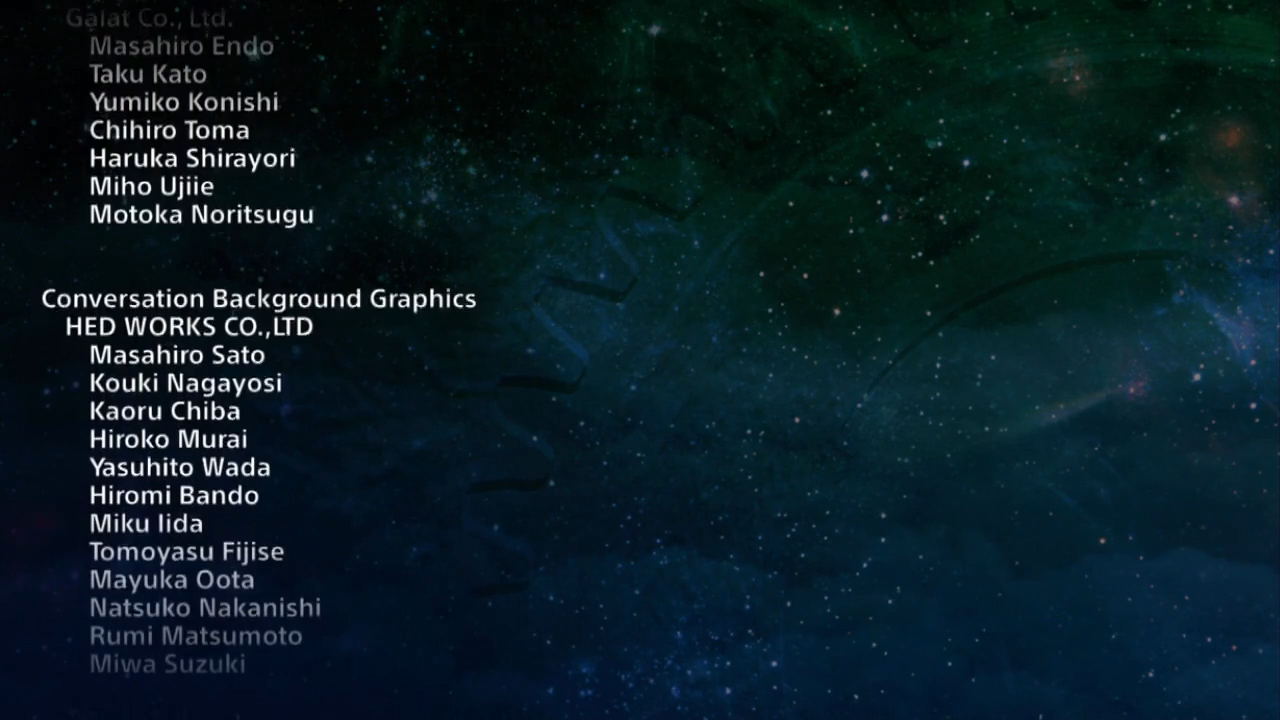 Galat Co., Ltd.
Masahiro Endo
Taku Kato
Yumiko Konishi
Chihiro Toma
Haruka Shirayori
Miho Ujiie
Motoka Noritsugu
Conversation Background Graphics
HED WORKS CO.,LTD
Masahiro Sato
Kouki Nagayosi
Kaoru Chiba
Hiroko Murai
Yasuhito Wada
Hiromi Bando
Miku Iida
Tomoyasu Fijise
Mayuka Oota
Natsuko Nakanishi
Rumi Matsumoto
Miwa Suzuki